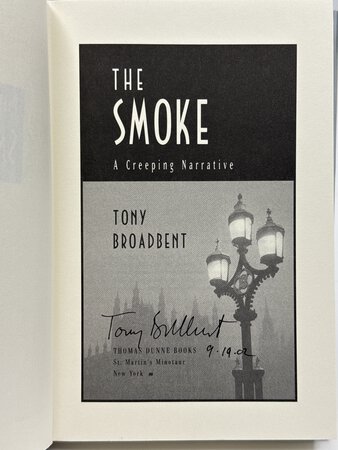 THE
SMOKE
A Creeping Narrative
TONY
BROADBENT
Tony Broadbent
THOMAS DUNNE BOOKS 9.19.02
St. Martin's Minotaur
New York